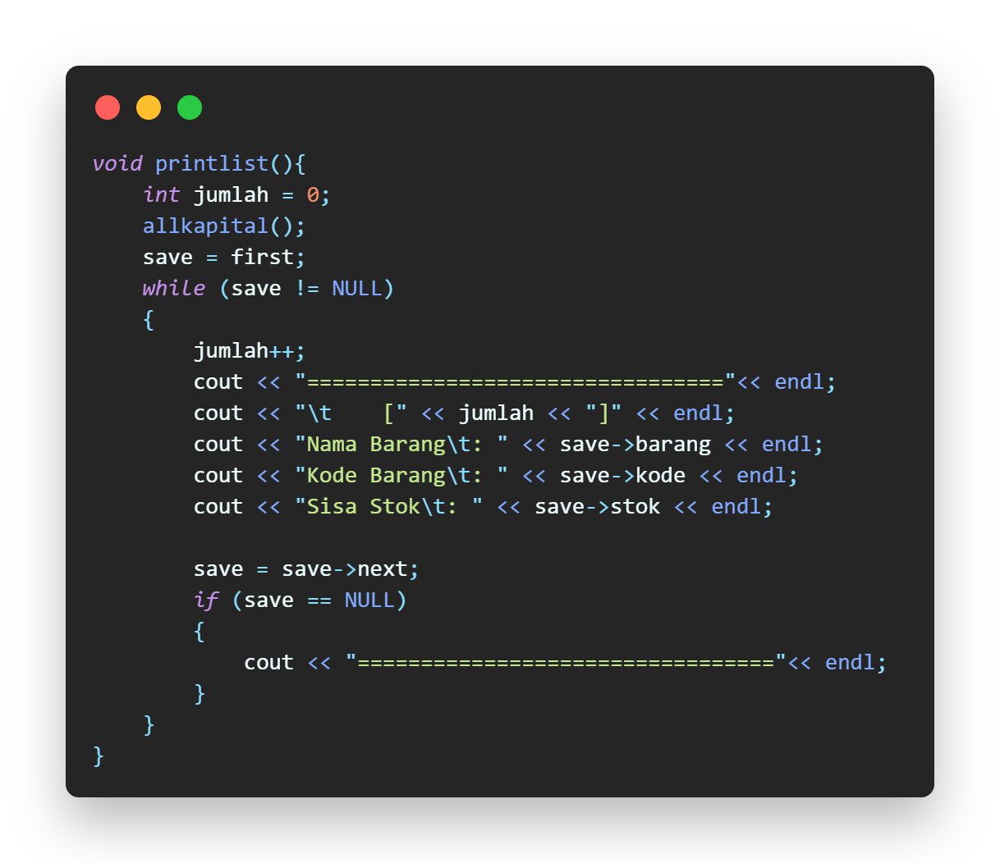 void printlist(){
    int jumlah = 0;
    allkapital();
    save = first;
    while (save != NULL)
    {
        jumlah++;
        cout << "================================="<< endl;
        cout << "\t    [" << jumlah << "]" << endl;
        cout << "Nama Barang\t: " << save->barang << endl;
        cout << "Kode Barang\t: " << save->kode << endl;
        cout << "Sisa Stok\t: " << save->stok << endl;

        save = save->next;
        if (save == NULL)
        {
            cout << "================================="<< endl;
        }
    }
}